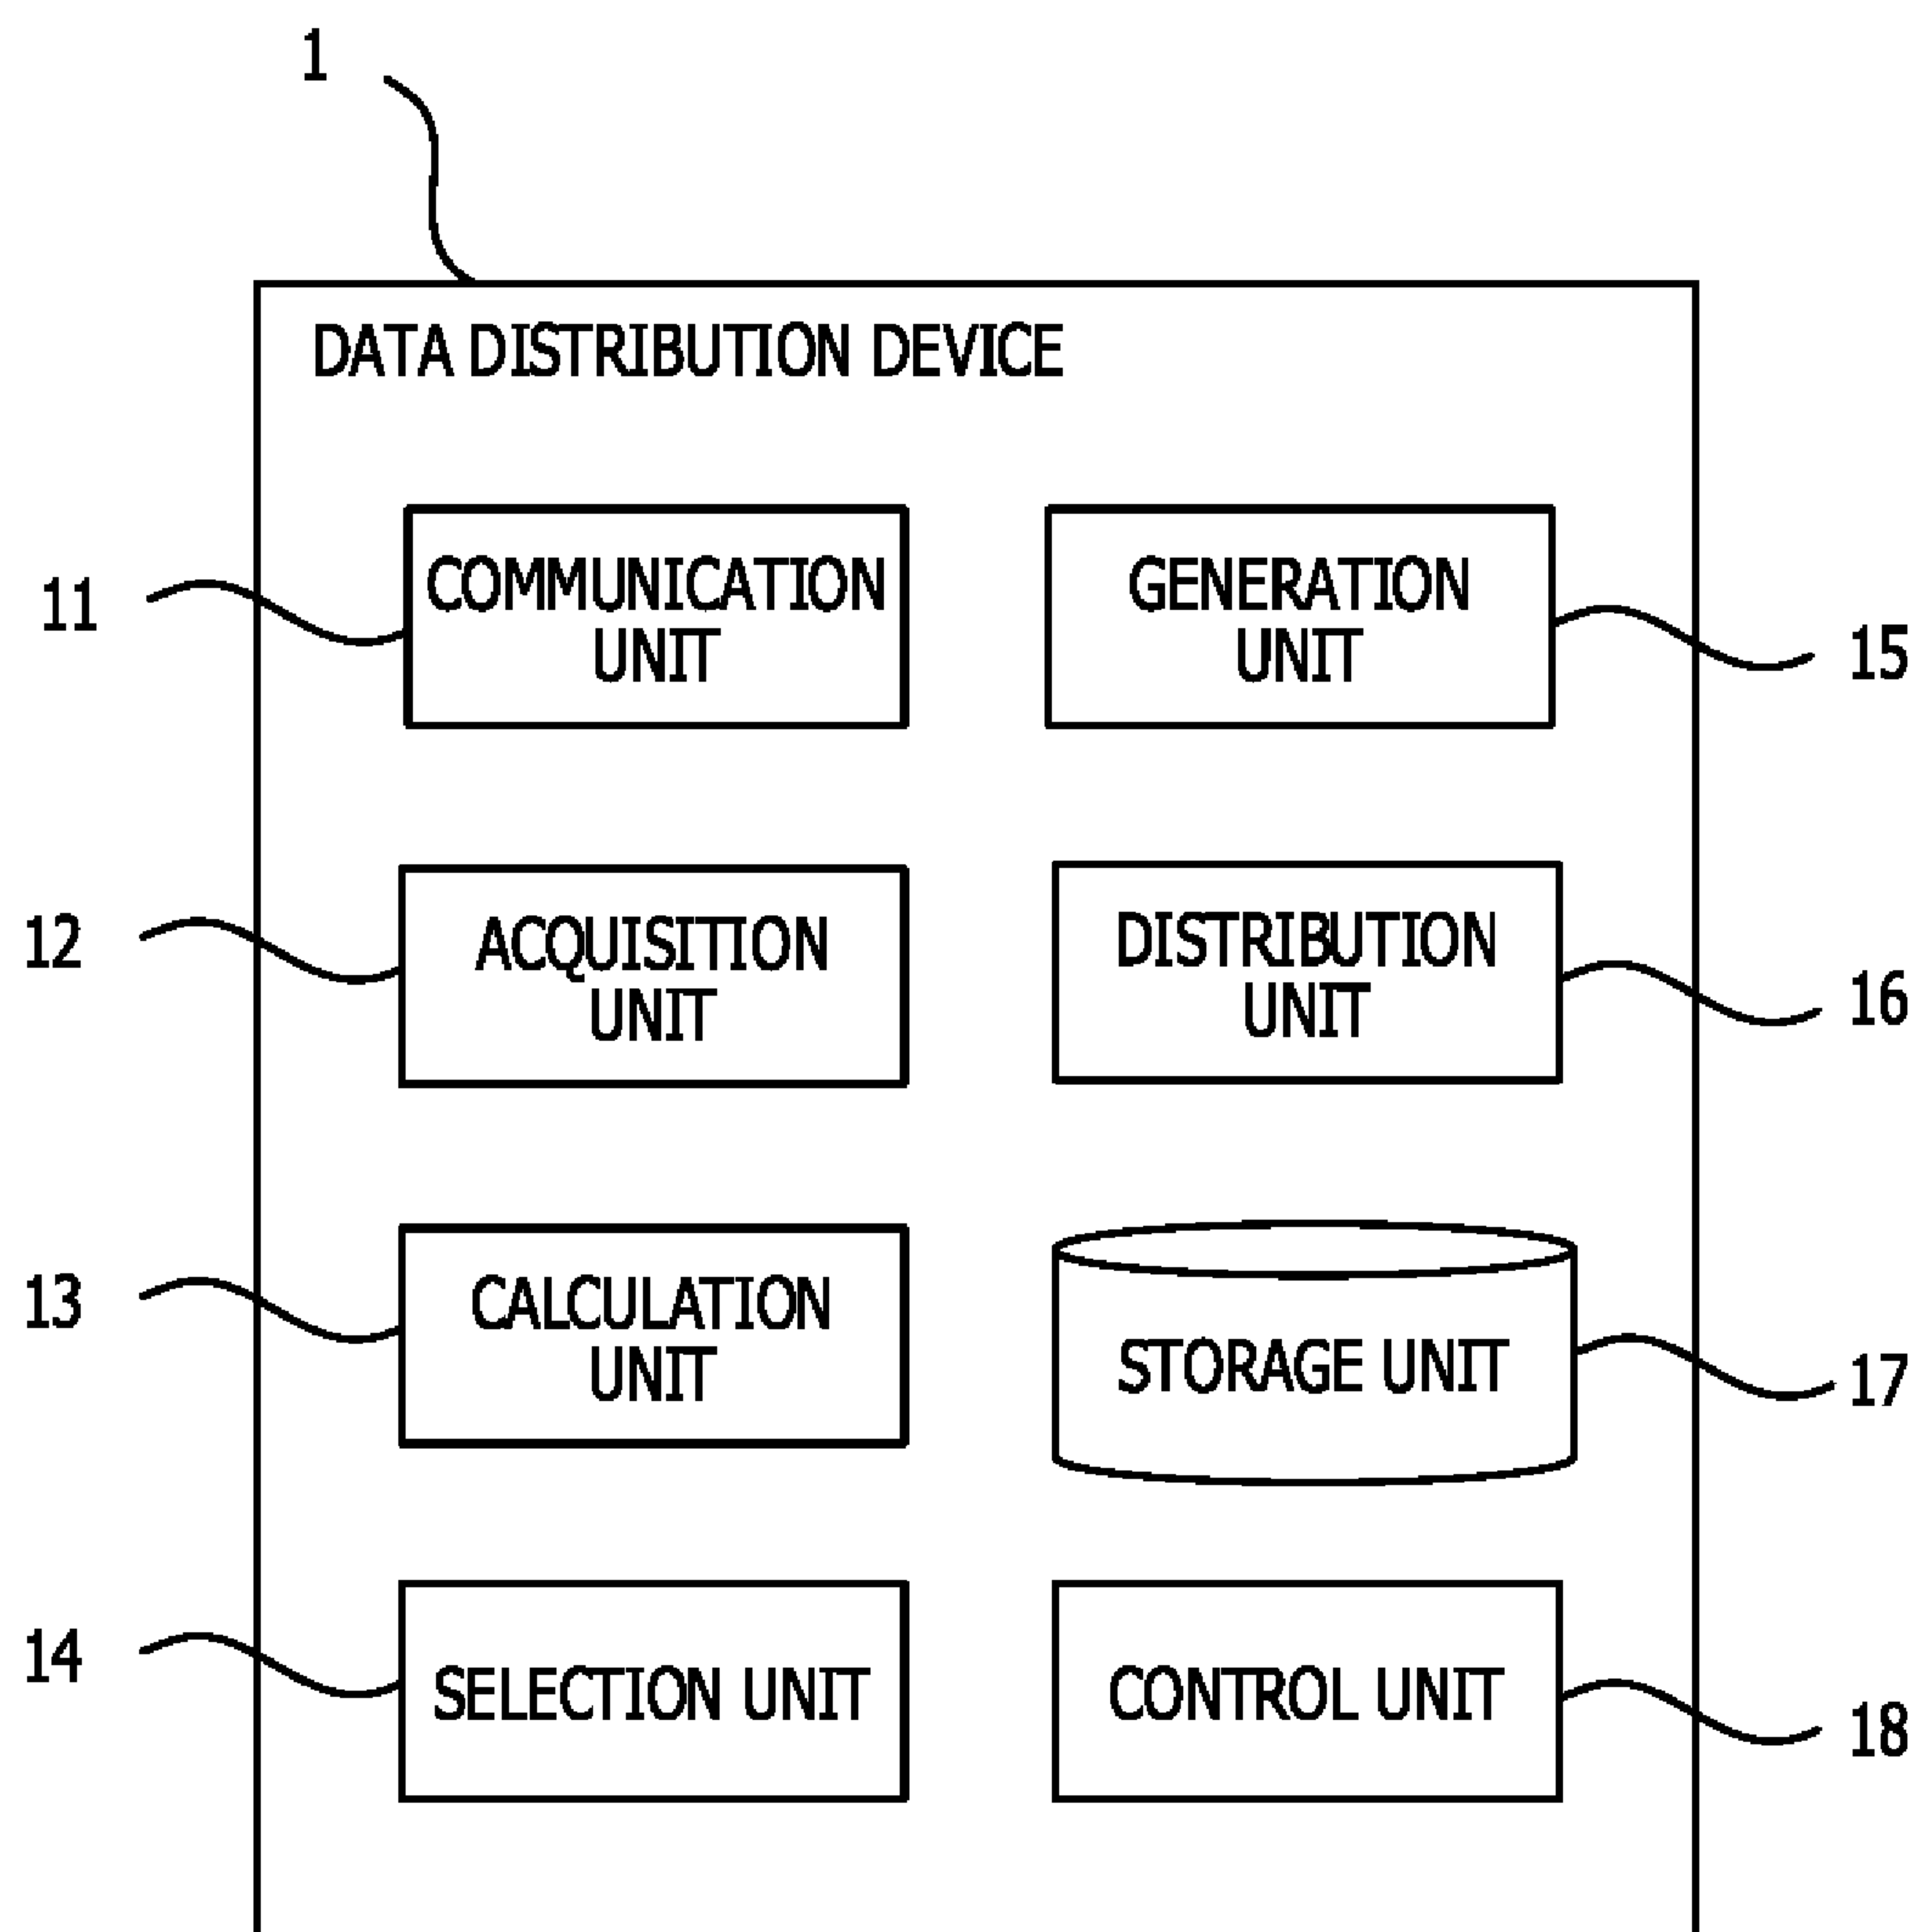 1
DATA DISTRIBUTION DEVICE
11
COMMUNICATION
UNIT
GENERATION
UNIT
15
12
ACQUISITION
UNIT
DISTRIBUTION
UNIT
16
13
CALCULATION
UNIT
STORAGE UNIT
17
14
SELECTION UNIT
CONTROL UNIT
18